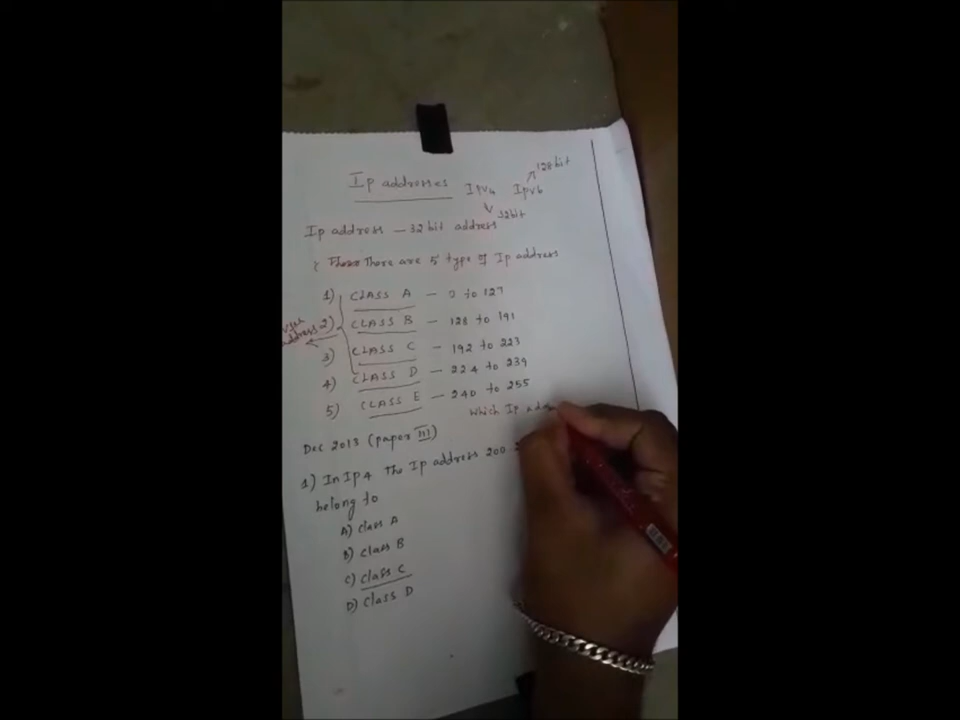 Ip addresses Ipv4 Ipv6 128 bit
32 bit
Ip address - 32 bit address
There are 5 type of Ip address
1) CLASS A - 0 to 127
address 2) CLASS B - 128 to 191
3) CLASS C - 192 to 223
4) CLASS D - 224 to 239
5) CLASS E - 240 to 255
Which Ip
Dec 2013 (paper III)
1) In Ip4 The Ip address 200
belong to
A) class A
B) class B
C) class C
D) class D